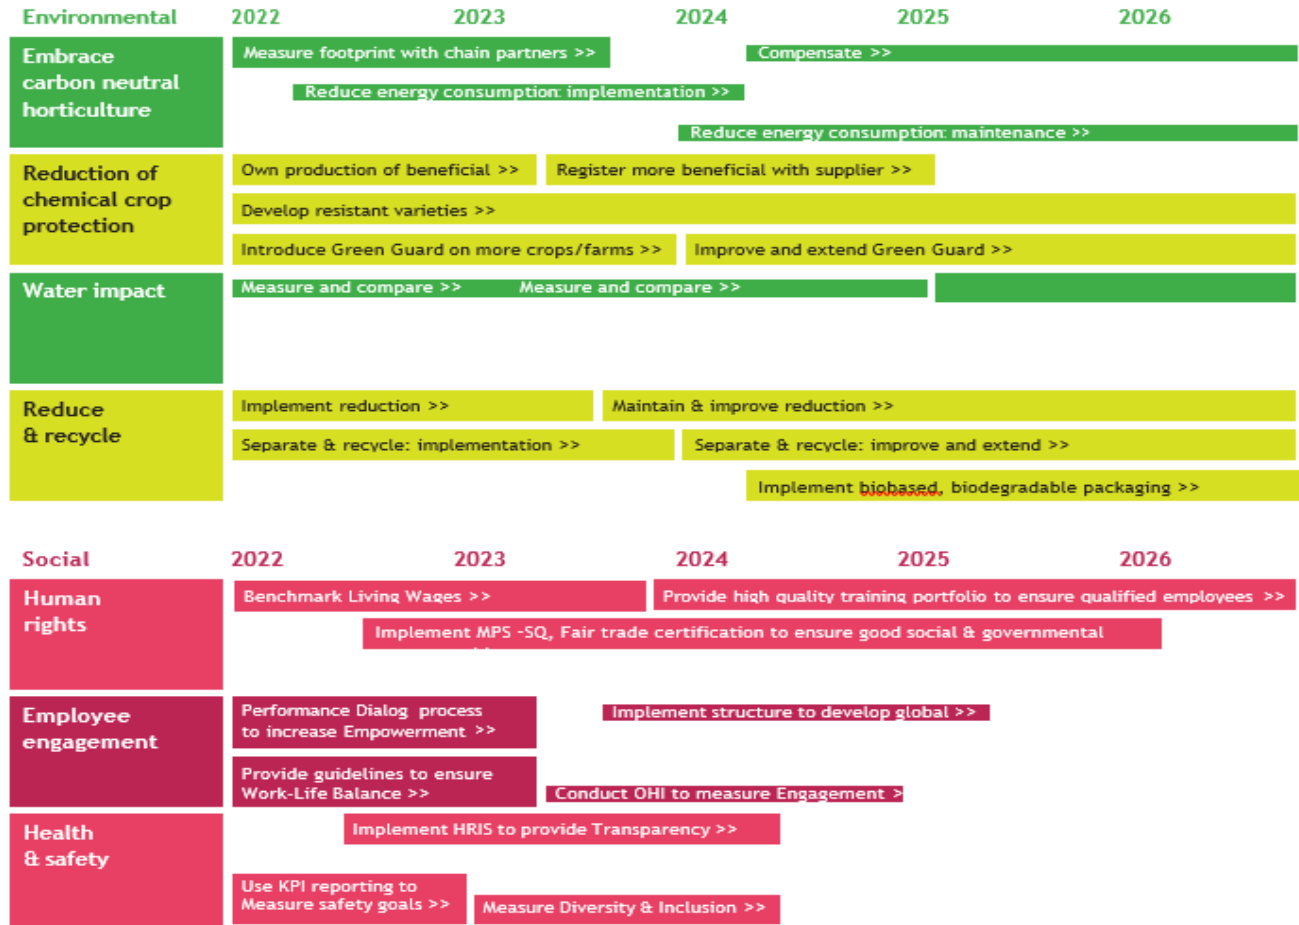 Environmental 2022 2023 2024 2025 2026
Embrace
carbon neutral
horticulture
Measure footprint with chain partners >>
Compensate >>
Reduce energy consumption: implementation >>
Reduce energy consumption: maintenance >>
Reduction of
chemical crop
protection
Own production of beneficial >>
Register more beneficial with supplier >>
Develop resistant varieties >>
Introduce Green Guard on more crops/farms >>
Improve and extend Green Guard >>
Water impact
Measure and compare >>
Measure and compare >>
Reduce
& recycle
Implement reduction >>
Maintain & improve reduction >>
Separate & recycle: implementation >>
Separate & recycle: improve and extend >>
Implement biobased, biodegradable packaging >>
Social 2022 2023 2024 2025 2026
Human
rights
Benchmark Living Wages >>
Provide high quality training portfolio to ensure qualified employees >>
Implement MPS -SQ, Fair trade certification to ensure good social & governmental
Employee
engagement
Performance Dialog process
to increase Empowerment >>
Implement structure to develop global >>
Provide guidelines to ensure
Work-Life Balance >>
Conduct OHI to measure Engagement >
Health
& safety
Implement HRIS to provide Transparency >>
Use KPI reporting to
Measure safety goals >>
Measure Diversity & Inclusion >>